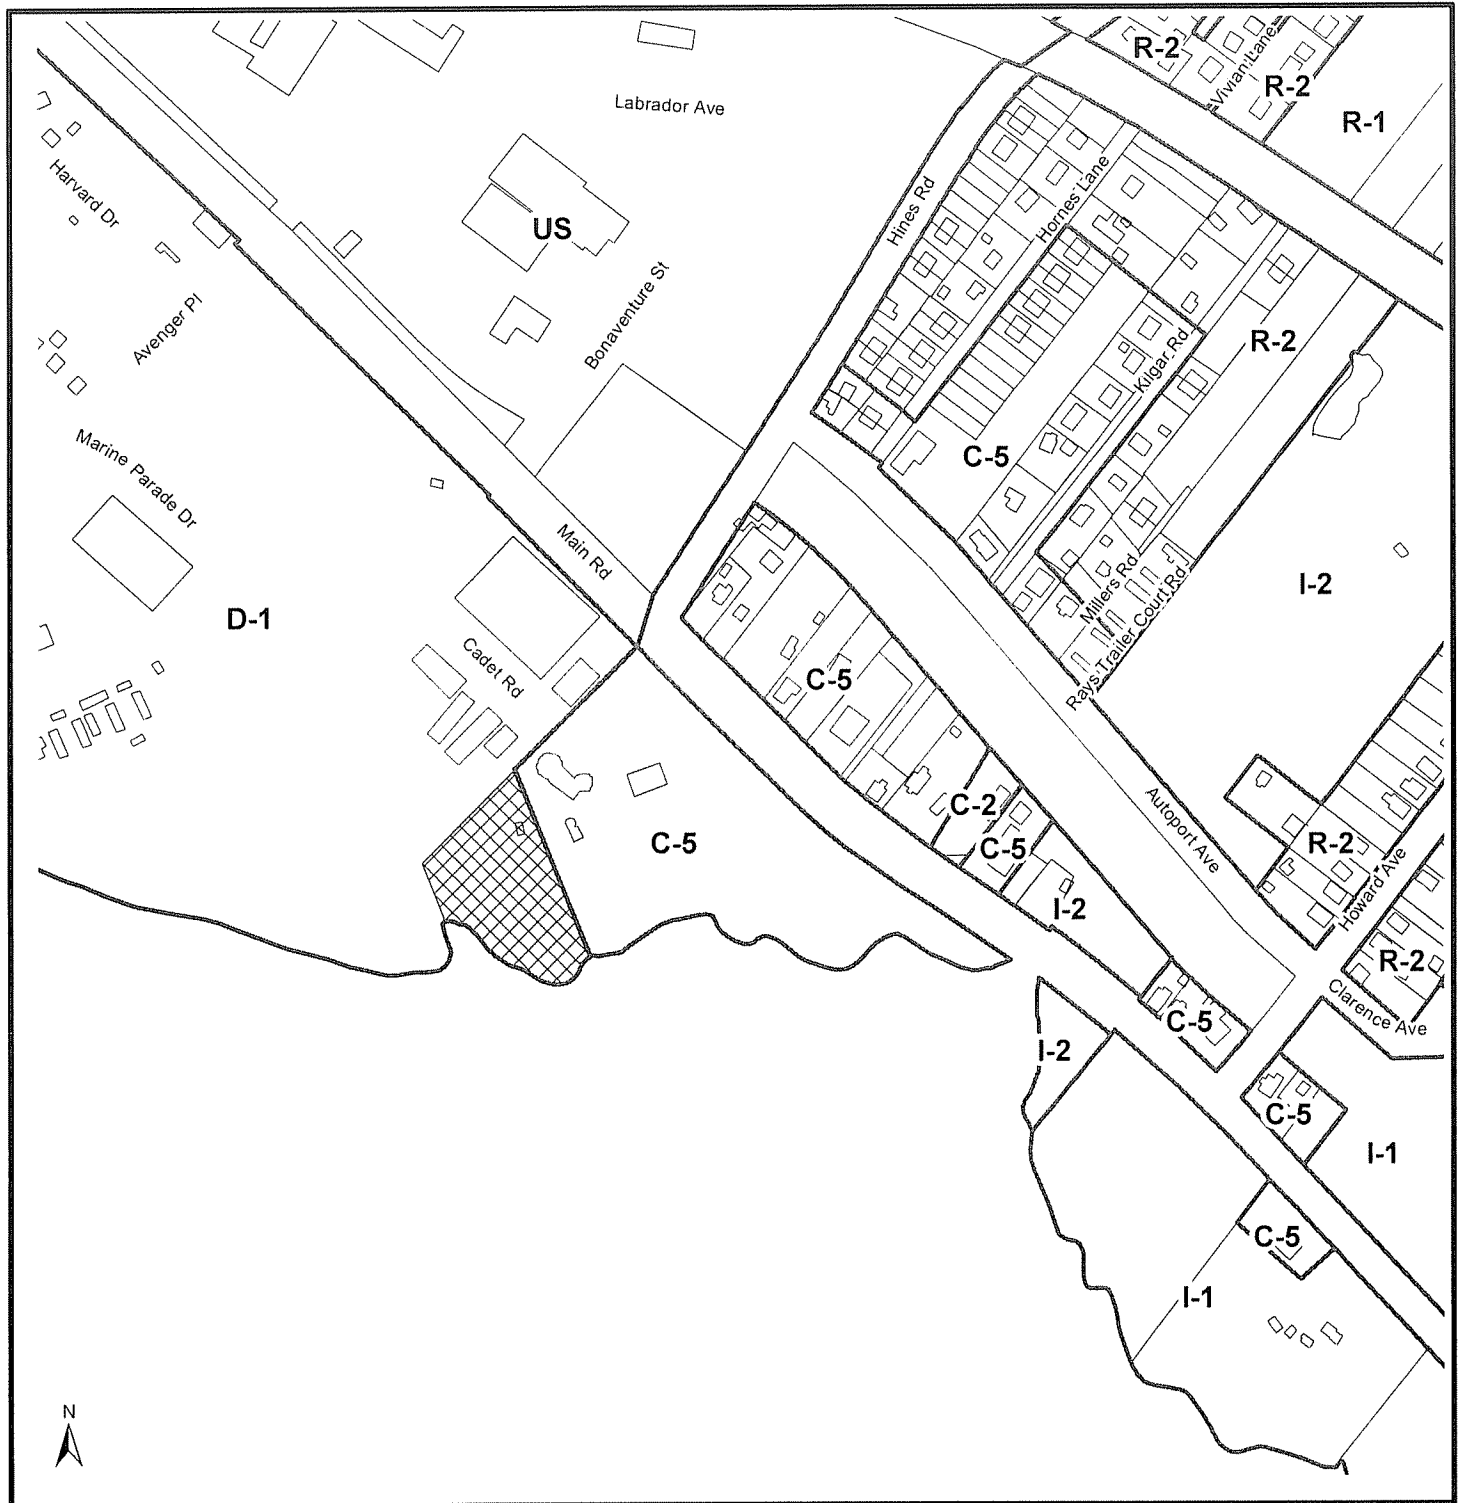 R-2
Vivian Lane
R-2
Labrador Ave
R-1
Harvard Dr
Hines Rd
Hornes Lane
US
Avenger Pl
Bonaventure St
R-2
Kilgar Rd
Marine Parade Dr
C-5
Main Rd
I-2
D-1
Millers Rd
Rays Trailer Court Rd
Cadet Rd
C-5
C-2
Autoport Ave
C-5
C-5
R-2
Howard Ave
I-2
R-2
Clarence Ave
C-5
I-2
C-5
I-1
C-5
I-1
N